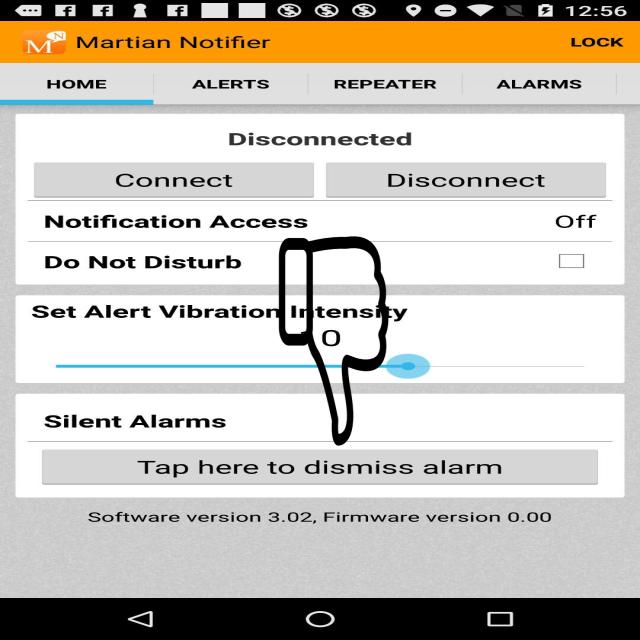 12:56
Martian Notifier
LOCK
HOME ALERTS REPEATER ALARMS
Disconnected
Connect Disconnect
Notification Access Off
Do Not Disturb
Set Alert Vibration Intensity
Silent Alarms
Tap here to dismiss alarm
Software version 3.02, Firmware version 0.00